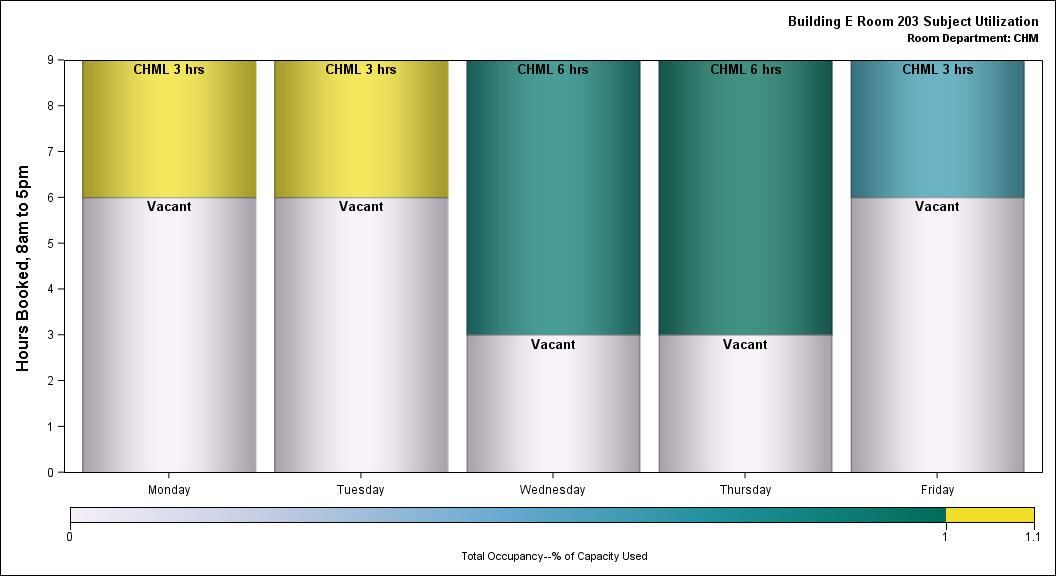 Building E Room 203 Subject Utilization
Room Department: CHM
Hours Booked, 8am to 5pm
9
8
7
6
5
4
3
2
1
0
CHML 3 hrs
Vacant
CHML 3 hrs
Vacant
CHML 6 hrs
Vacant
CHML 6 hrs
Vacant
CHML 3 hrs
Vacant
Monday Tuesday Wednesday Thursday Friday
0 1 1.1
Total Occupancy--% of Capacity Used